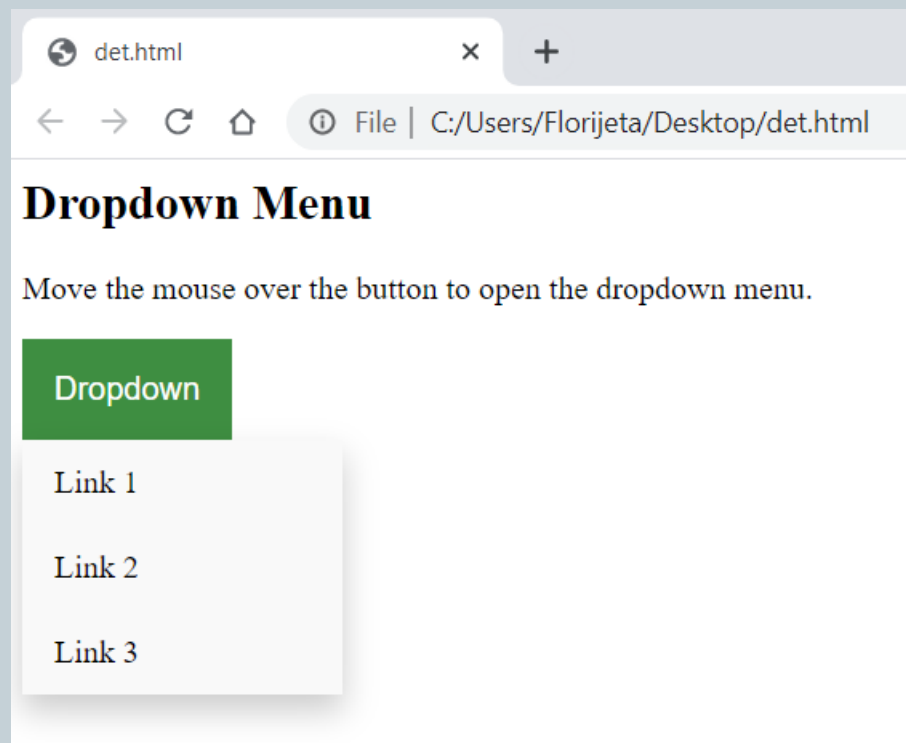 det.html
File | C:/Users/Florijeta/Desktop/det.html
Dropdown Menu
Move the mouse over the button to open the dropdown menu.
Dropdown
Link 1
Link 2
Link 3